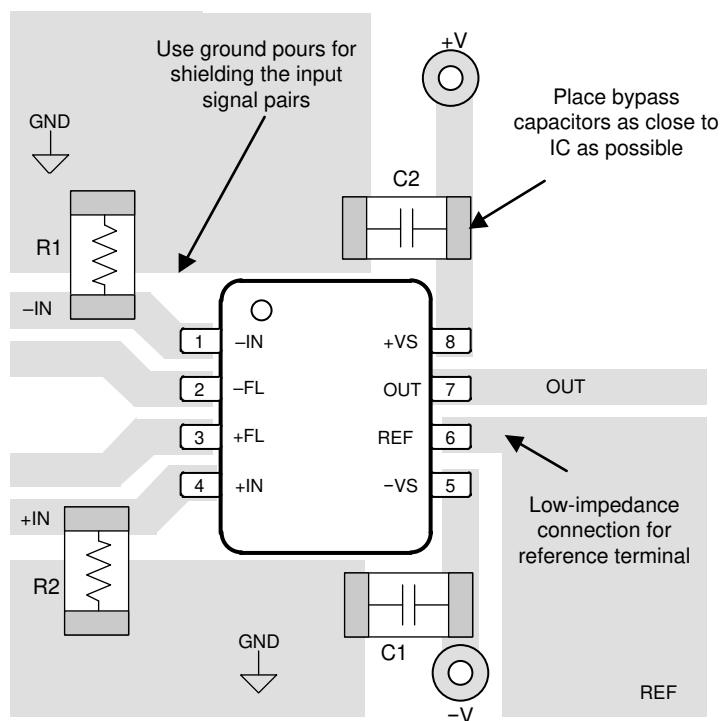 Use ground pours for
shielding the input
signal pairs
+V
Place bypass
capacitors as close to
IC as possible
GND
C2
R1
–IN
1
–IN
+VS
8
2
–FL
OUT
7
OUT
3
+FL
REF
6
4
+IN
–VS
5
+IN
Low-impedance
connection for
reference terminal
R2
GND
C1
–V
REF